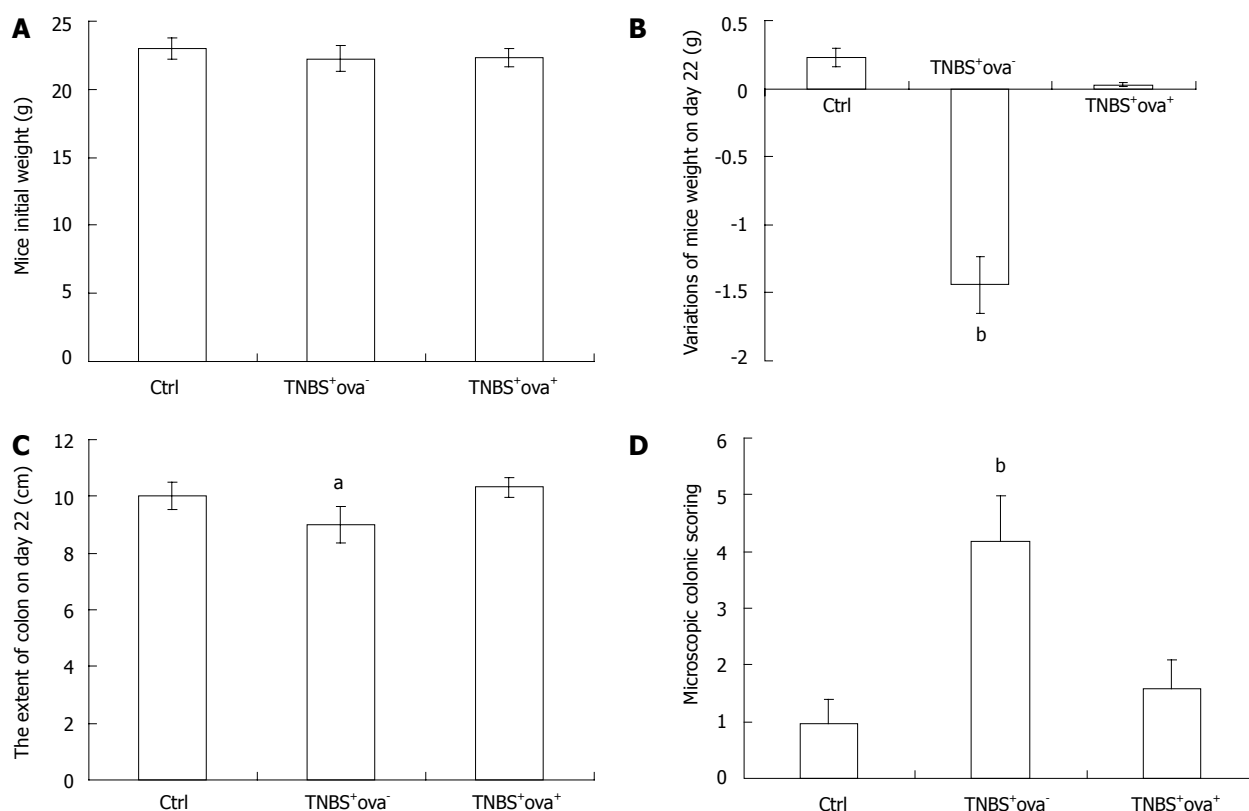 A
Mice initial weight (g)
25
20
15
10
5
0
Ctrl TNBS⁺ova⁻ TNBS⁺ova⁺
B
Variations of mice weight on day 22 (g)
0.5
0
-0.5
-1
-1.5
-2
Ctrl TNBS⁺ova⁻ TNBS⁺ova⁺
b
C
The extent of colon on day 22 (cm)
12
10
8
6
4
2
0
a
Ctrl TNBS⁺ova⁻ TNBS⁺ova⁺
D
Microscopic colonic scoring
6
5
4
3
2
1
0
b
Ctrl TNBS⁺ova⁻ TNBS⁺ova⁺